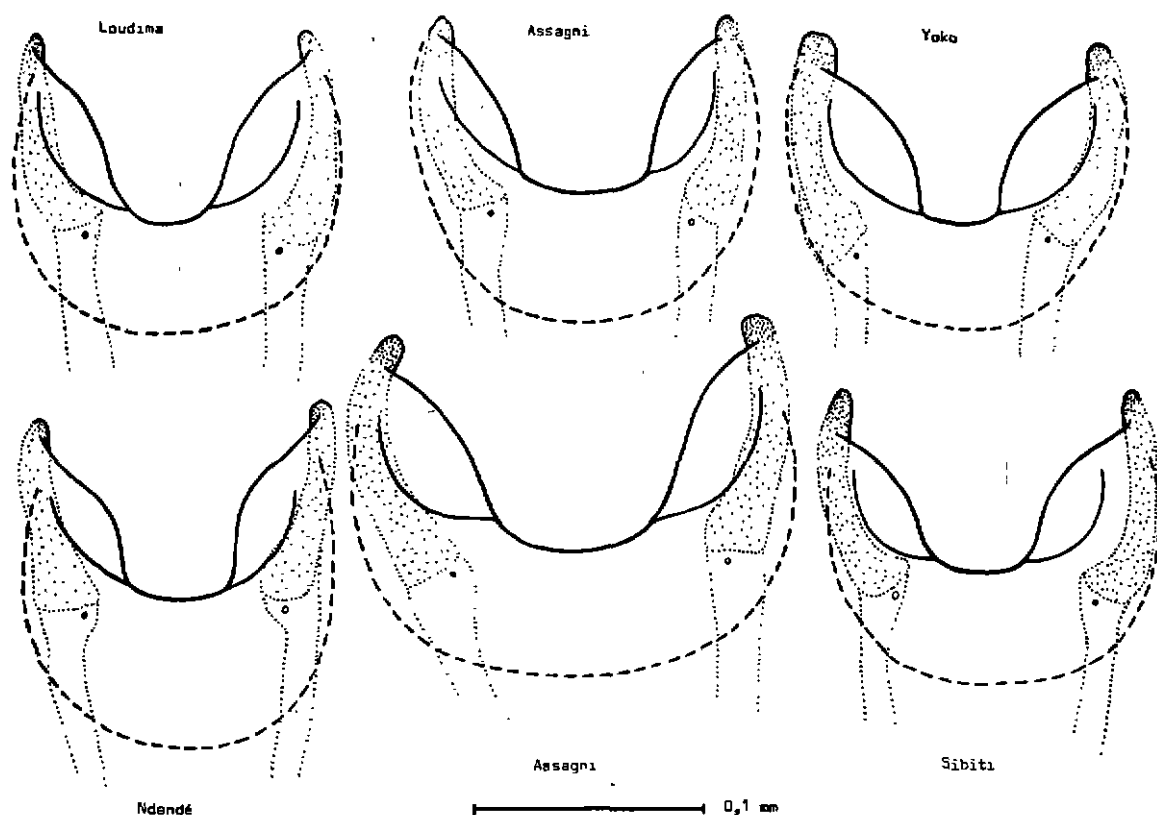 Loudima
Assagni
Yoko
Ndendé
Assagni
Sibiti
0,1 mm